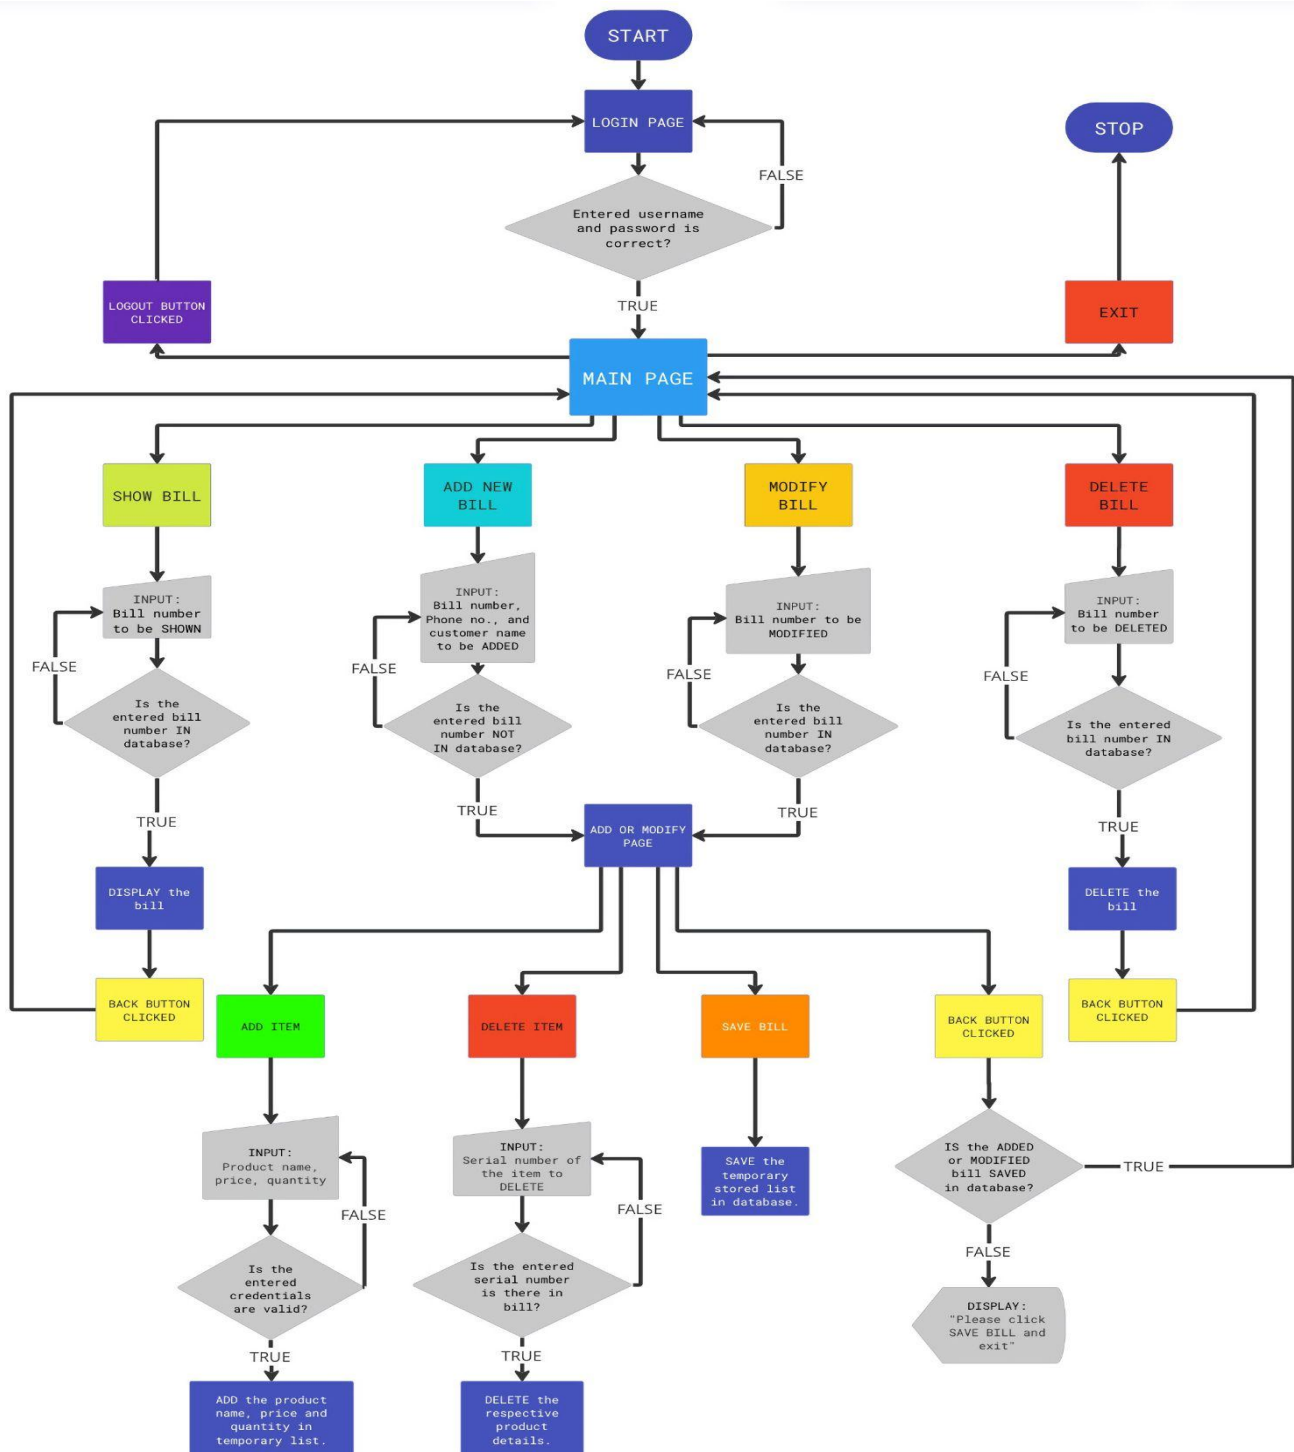 START
LOGIN PAGE
STOP
FALSE
Entered username
and password is
correct?
LOGOUT BUTTON
CLICKED
TRUE
EXIT
MAIN PAGE
SHOW BILL
ADD NEW
BILL
MODIFY
BILL
DELETE
BILL
INPUT:
Bill number
to be SHOWN
INPUT:
Bill number,
Phone no., and
customer name
to be ADDED
INPUT:
Bill number to be
MODIFIED
INPUT:
Bill number
to be DELETED
FALSE
FALSE
FALSE
FALSE
Is the
entered bill
number IN
database?
Is the
entered bill
number NOT
IN database?
Is the
entered bill
number IN
database?
Is the entered
bill number IN
database?
TRUE
TRUE
TRUE
TRUE
ADD OR MODIFY
PAGE
DISPLAY the
bill
DELETE the
bill
BACK BUTTON
CLICKED
ADD ITEM
DELETE ITEM
SAVE BILL
BACK BUTTON
CLICKED
BACK BUTTON
CLICKED
INPUT:
Product name,
price, quantity
INPUT:
Serial number of
the item to
DELETE
SAVE the
temporary
stored list
in database.
IS the ADDED
or MODIFIED
bill SAVED
in database?
TRUE
FALSE
FALSE
FALSE
Is the
entered
credentials
are valid?
Is the entered
serial number
is there in
bill?
DISPLAY:
"Please click
SAVE BILL and
exit"
TRUE
TRUE
ADD the product
name, price and
quantity in
temporary list.
DELETE the
respective
product
details.